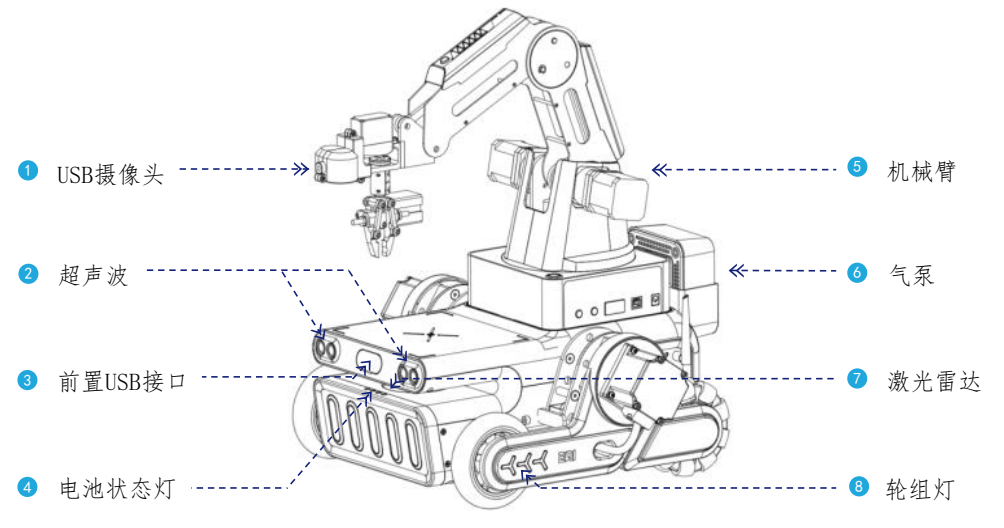 1 USB摄像头
5 机械臂
2 超声波
6 气泵
3 前置USB接口
7 激光雷达
4 电池状态灯
8 轮组灯